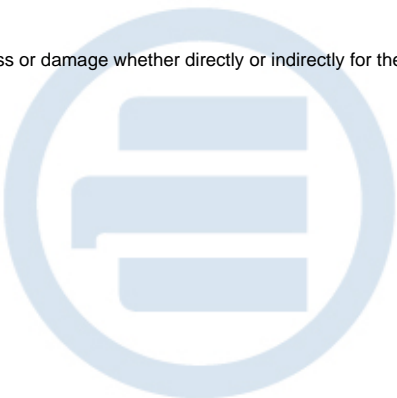 ss or damage whether directly or indirectly for the